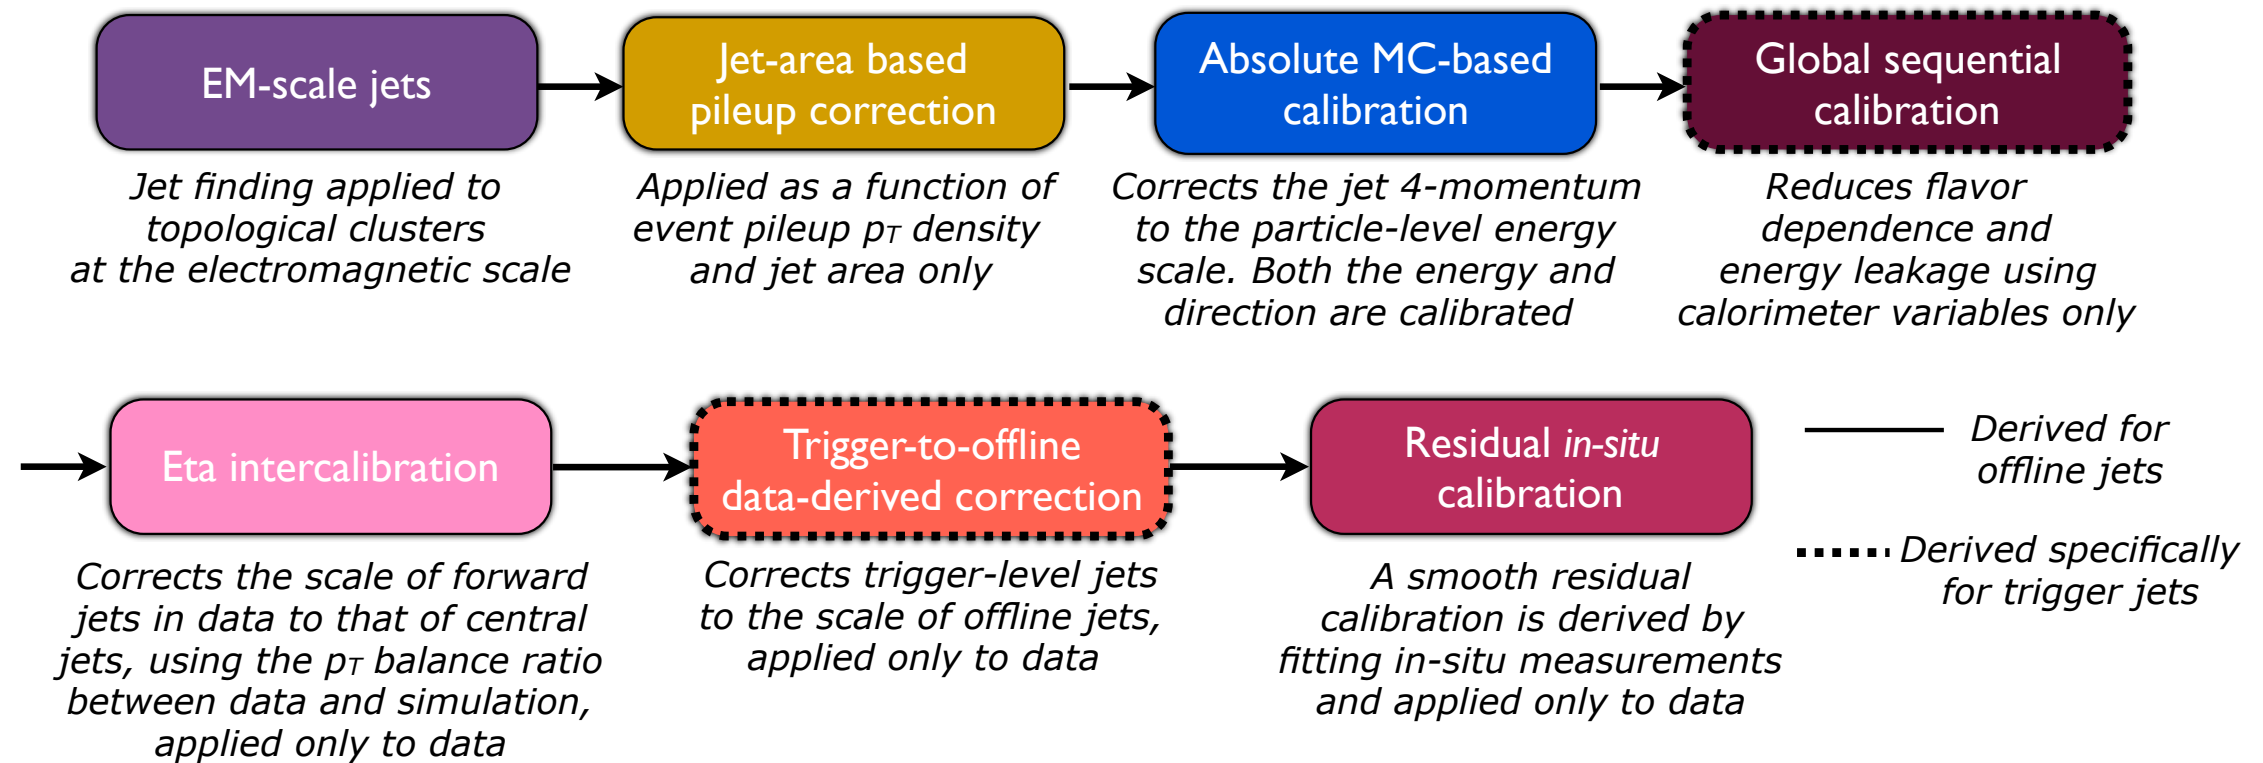 EM-scale jets
Jet-area based
pileup correction
Absolute MC-based
calibration
Global sequential
calibration
Jet finding applied to
topological clusters
at the electromagnetic scale
Applied as a function of
event pileup pT density
and jet area only
Corrects the jet 4-momentum
to the particle-level energy
scale. Both the energy and
direction are calibrated
Reduces flavor
dependence and
energy leakage using
calorimeter variables only
Eta intercalibration
Trigger-to-offline
data-derived correction
Residual in-situ
calibration
Derived for
offline jets
Derived specifically
for trigger jets
Corrects the scale of forward
jets in data to that of central
jets, using the pT balance ratio
between data and simulation,
applied only to data
Corrects trigger-level jets
to the scale of offline jets,
applied only to data
A smooth residual
calibration is derived by
fitting in-situ measurements
and applied only to data